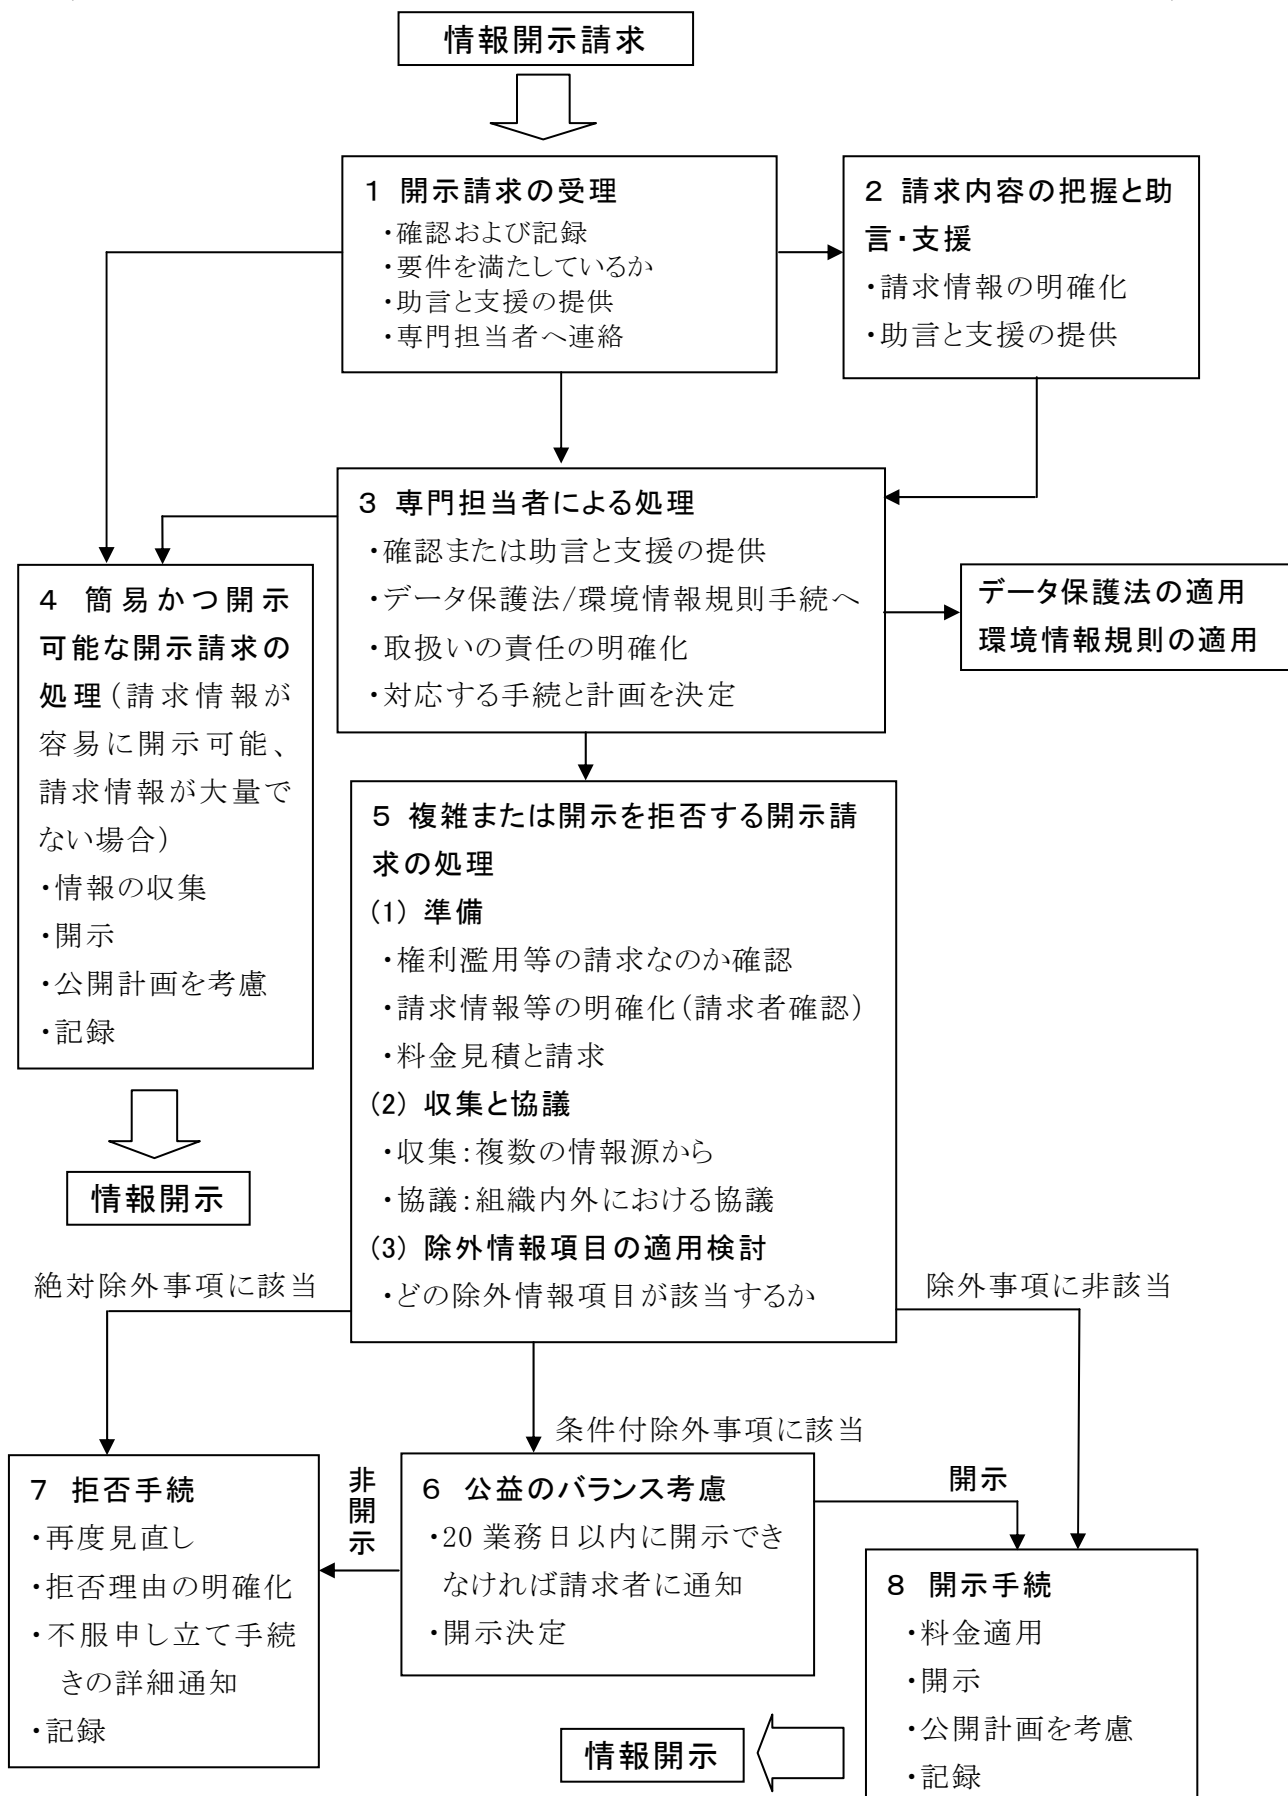 情報開示請求
1 開示請求の受理
・確認および記録
・要件を満たしているか
・助言と支援の提供
・専門担当者へ連絡
2 請求内容の把握と助
言・支援
・請求情報の明確化
・助言と支援の提供
3 専門担当者による処理
・確認または助言と支援の提供
・データ保護法/環境情報規則手続へ
・取扱いの責任の明確化
・対応する手続と計画を決定
データ保護法の適用
環境情報規則の適用
4 簡易かつ開示
可能な開示請求の
処理(請求情報が
容易に開示可能、
請求情報が大量で
ない場合)
・情報の収集
・開示
・公開計画を考慮
・記録
情報開示
5 複雑または開示を拒否する開示請
求の処理
(1) 準備
・権利濫用等の請求なのか確認
・請求情報等の明確化(請求者確認)
・料金見積と請求
(2) 収集と協議
・収集:複数の情報源から
・協議:組織内外における協議
(3) 除外情報項目の適用検討
・どの除外情報項目が該当するか
絶対除外事項に該当
除外事項に非該当
条件付除外事項に該当
7 拒否手続
・再度見直し
・拒否理由の明確化
・不服申し立て手続
きの詳細通知
・記録
非開示
6 公益のバランス考慮
・20 業務日以内に開示でき
なければ請求者に通知
・開示決定
開示
8 開示手続
・料金適用
・開示
・公開計画を考慮
・記録
情報開示